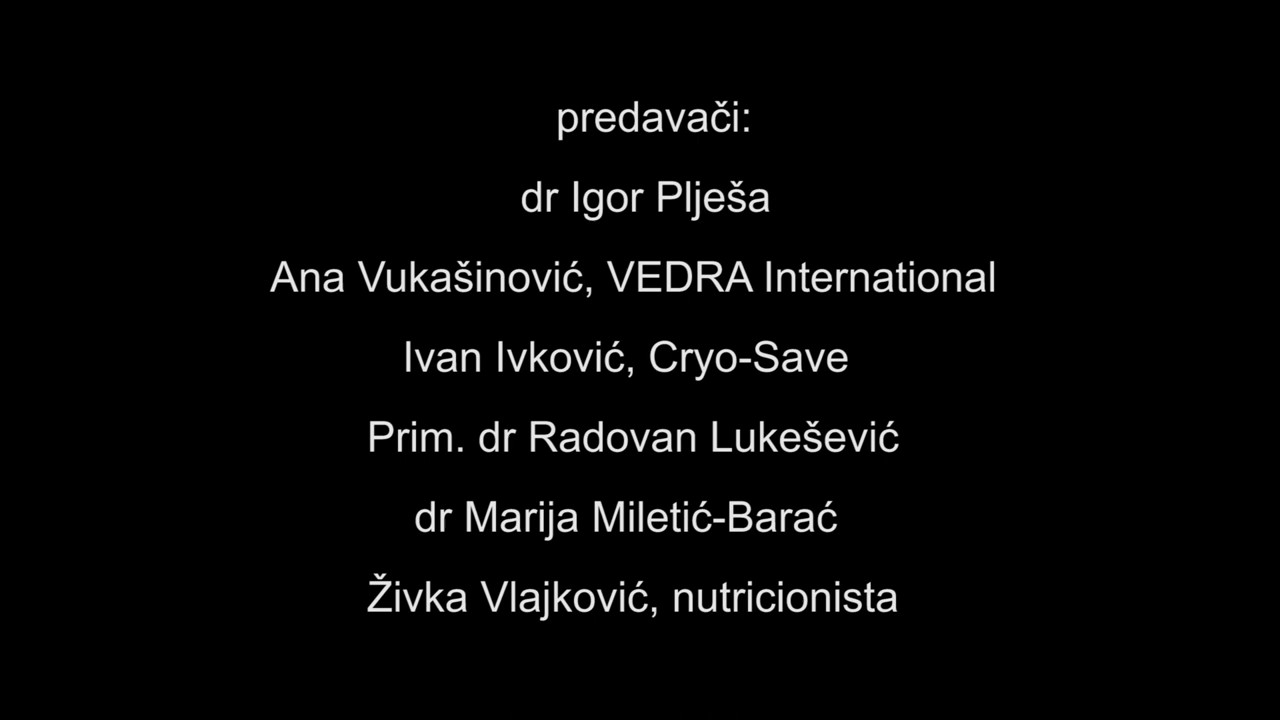 predavači:
dr Igor Plješa
Ana Vukašinović, VEDRA International
Ivan Ivković, Cryo-Save
Prim. dr Radovan Lukešević
dr Marija Miletić-Barać
Živka Vlajković, nutricionista